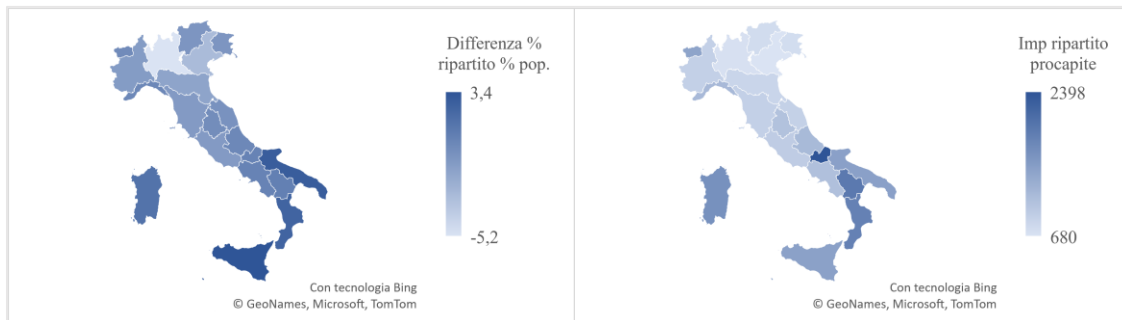 Differenza %
ripartito % pop.
3,4
-5,2
Con tecnologia Bing
© GeoNames, Microsoft, TomTom
Imp ripartito
procapite
2398
680
Con tecnologia Bing
© GeoNames, Microsoft, TomTom